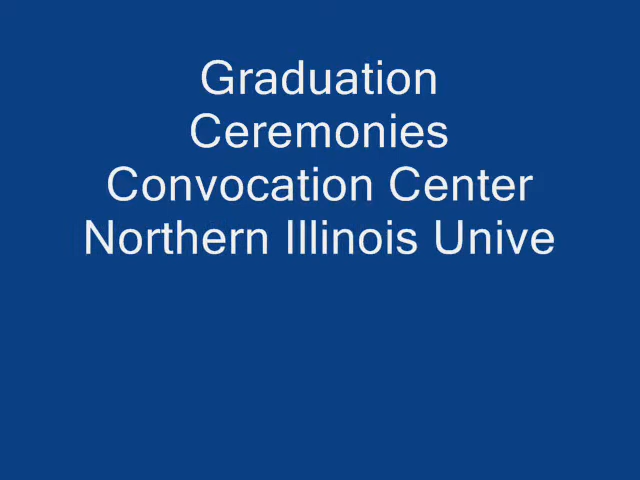 Graduation
Ceremonies
Convocation Center
Northern Illinois Unive